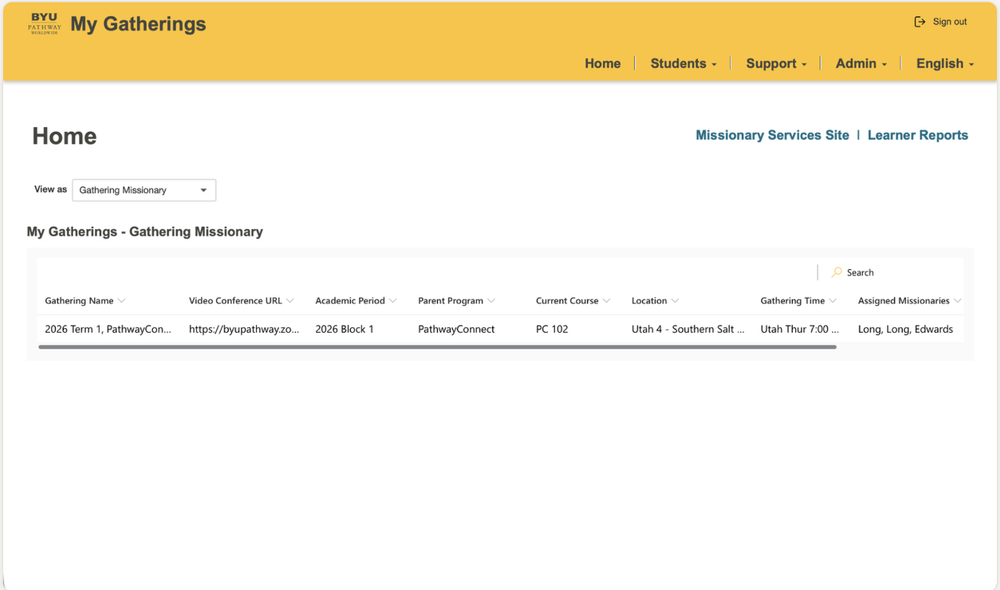 BYU
PATHWAY
WORLDWIDE
My Gatherings
Sign out
Home
Students
Support
Admin
English
Home
Missionary Services Site | Learner Reports
View as Gathering Missionary
My Gatherings - Gathering Missionary
Search
Gathering Name Video Conference URL Academic Period Parent Program Current Course Location Gathering Time Assigned Missionaries
2026 Term 1, PathwayCon... https://byupathway.zo... 2026 Block 1 PathwayConnect PC 102 Utah 4 - Southern Salt ... Utah Thur 7:00 ... Long, Long, Edwards